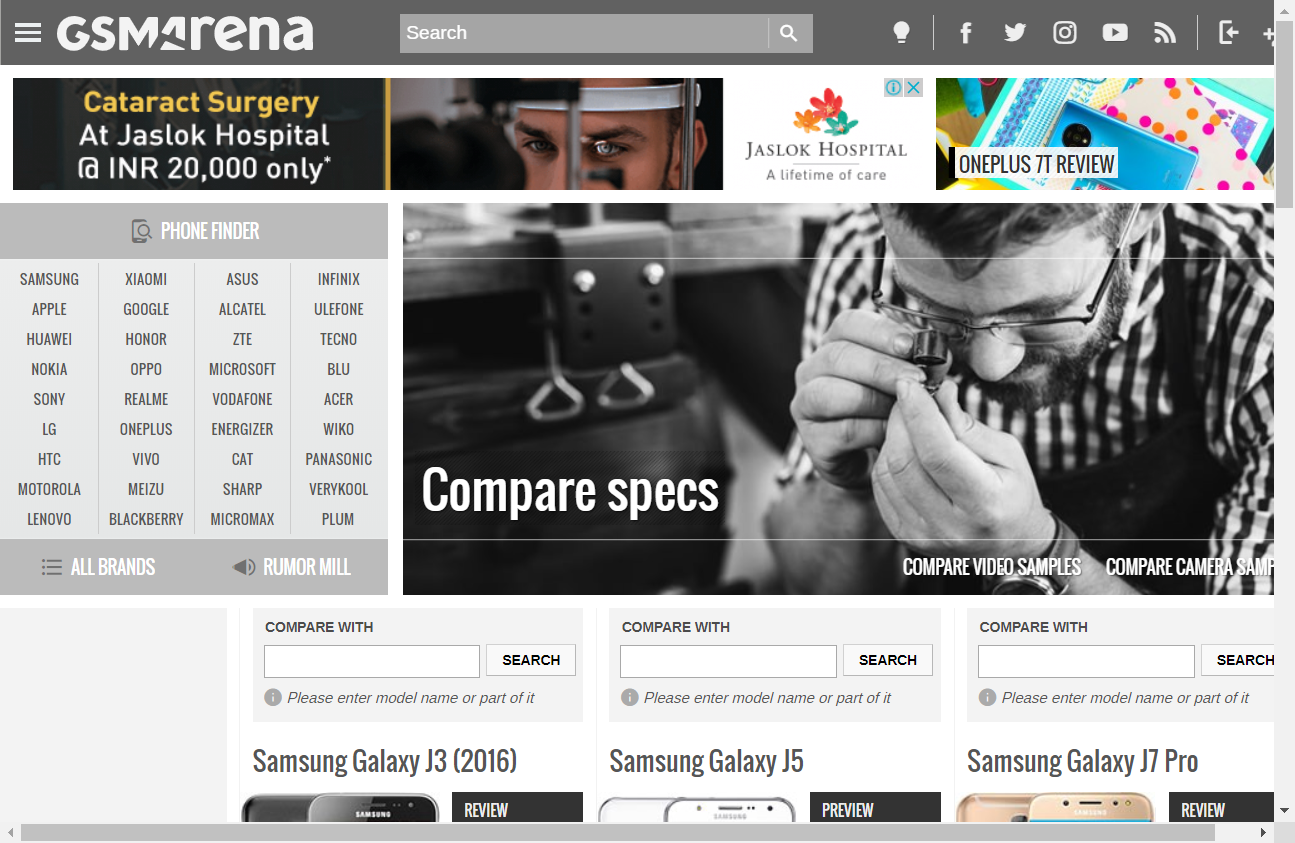 GSMArena
Search
Cataract Surgery
At Jaslok Hospital
@ INR 20,000 only*
JASLOK HOSPITAL
A lifetime of care
ONEPLUS 7T REVIEW
PHONE FINDER
SAMSUNG XIAOMI ASUS INFINIX
APPLE GOOGLE ALCATEL ULEFONE
HUAWEI HONOR ZTE TECNO
NOKIA OPPO MICROSOFT BLU
SONY REALME VODAFONE ACER
LG ONEPLUS ENERGIZER WIKO
HTC VIVO CAT PANASONIC
MOTOROLA MEIZU SHARP VERYKOOL
LENOVO BLACKBERRY MICROMAX PLUM
ALL BRANDS RUMOR MILL
Compare specs
COMPARE VIDEO SAMPLES COMPARE CAMERA SAMP
COMPARE WITH COMPARE WITH COMPARE WITH
SEARCH SEARCH SEARCH
Please enter model name or part of it Please enter model name or part of it Please enter model name or part of it
Samsung Galaxy J3 (2016) Samsung Galaxy J5 Samsung Galaxy J7 Pro
REVIEW PREVIEW REVIEW
SAMSUNG SAMSUNG SAMSUNG